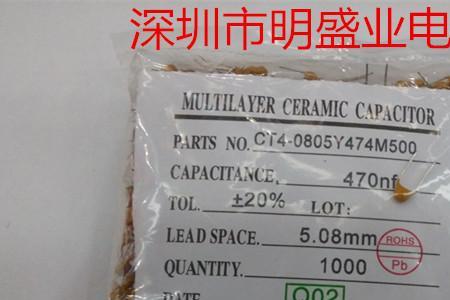 深圳市明盛业电
MULTILAYER CERAMIC CAPACITOR
PARTS NO. CT4-0805Y474M500
CAPACITANCE. 470nf
TOL. ±20% LOT:
LEAD SPACE. 5.08mm
ROHS
Pb
QUANTITY. 1000
DATE Q02